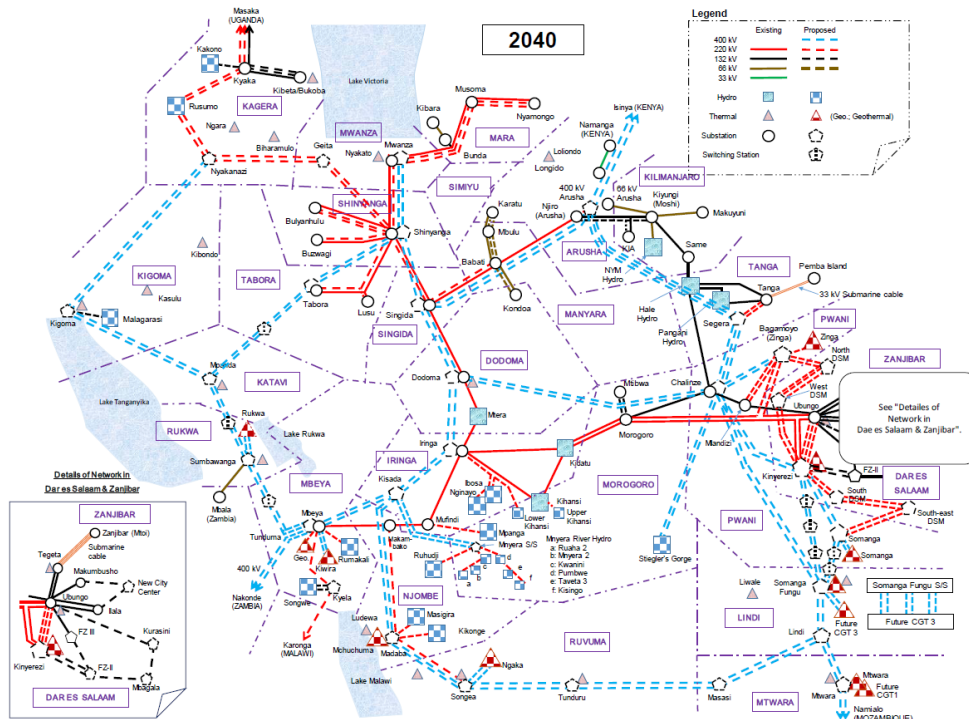 2040
Legend
Existing
Proposed
400 kV
220 kV
132 kV
66 kV
33 kV
Hydro
Thermal
(Geo.; Geothermal)
Substation
Switching Station
Masaka
(UGANDA)
Kakono
Kyaka
Kibeta/Bukoba
Rusumo
KAGERA
Ngara
Biharamulo
Nyakanazi
Geita
Lake Victoria
MWANZA
Nyakato
Mwanza
Kibara
Musoma
Nyamongo
MARA
Bunda
SIMIYU
SHINYANGA
Bulyanhulu
Buzwagi
Shinyanga
Loliondo
Longido
Isinya (KENYA)
Namanga
(KENYA)
400 kV
Arusha
66 kV
Arusha
KILIMANJARO
Kiyungi
(Moshi)
Njiro
(Arusha)
Makuyuni
KIA
ARUSHA
NYM
Hydro
Same
Karatu
Mbulu
Babati
Kondoa
MANYARA
TANGA
Pemba Island
Tanga
33 kV Submarine cable
Hale
Hydro
Pangani
Hydro
Segera
KIGOMA
Kibondo
Kasulu
Kigoma
Malagarasi
TABORA
Tabora
Lusu
Singida
SINGIDA
DODOMA
Dodoma
Mtera
Mtibwa
Morogoro
Chalinze
Bagamoyo
(Zinga)
Zinga
PWANI
North
DSM
ZANJIBAR
West
DSM
Ubungo
See "Detailes of
Network in
Dae es Salaam & Zanjibar".
Mlandizi
Kinyerezi
FZ-II
DAR ES
SALAAM
South
DSM
South-east
DSM
Mpanda
KATAVI
Lake Tanganyika
RUKWA
Rukwa
Lake Rukwa
Sumbawanga
MBEYA
Mbala
(Zambia)
Tunduma
Mbeya
IRINGA
Iringa
Kisada
Kidatu
MOROGORO
Ibosa
Nginayo
Lower
Kihansi
Kihansi
Upper
Kihansi
Mufindi
Makam-
bako
Mpanga
Mnyera S/S
Ruhudji
a
b
c
d
e
f
Mnyera River Hydro
a: Ruaha 2
b: Mnyera 2
c: Kwanini
d: Pumbwe
e: Taveta 3
f: Kisingo
Stiegler's Gorge
PWANI
Somanga
Somanga
Somanga
Fungu
Liwale
LINDI
Future
CGT 3
Somanga Fungu S/S
Future CGT 3
Lindi
400 kV
Nakonde
(ZAMBIA)
Geo.
Kiwira
Rumakali
Songwe
Kyela
Karonga
(MALAWI)
NJOMBE
Ludewa
Masigira
Mchuchuma
Madaba
Kikonge
Lake Malawi
RUVUMA
Ngaka
Songea
Tunduru
Masasi
MTWARA
Mtwara
Mtwara
Future
CGT1
Namialo
(MOZAMBIQUE)
Details of Network in
Dar es Salaam & Zanlibar
ZANJIBAR
Zanjibar (Mtoi)
Submarine
cable
Tegeta
Makumbusho
Ubungo
New City
Center
Ilala
FZ III
Kurasini
Kinyerezi
FZ-II
Mbagala
DAR ES SALAAM